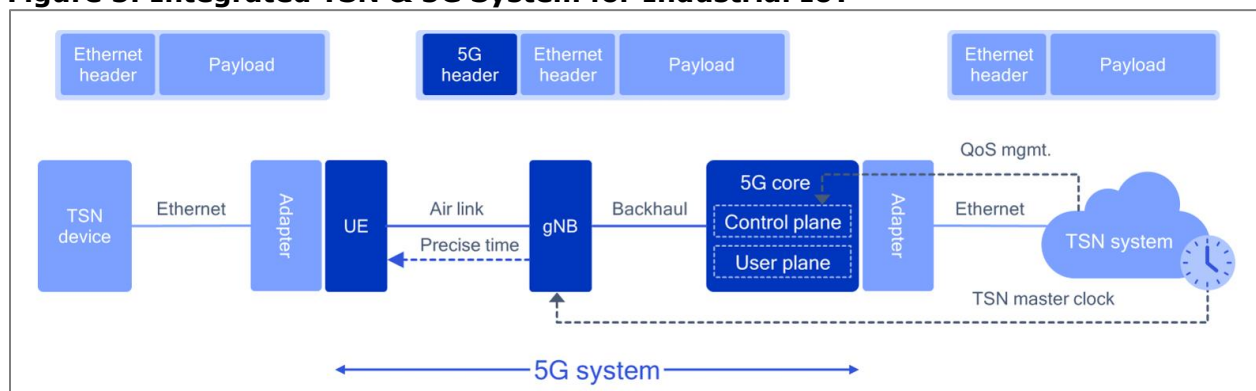 Figure 5: Integrated TSN & 5G System for Industrial IoT
Ethernet
header
Payload
5G
header
Ethernet
header
Payload
Ethernet
header
Payload
QoS mgmt.
TSN
device
Ethernet
Adapter
UE
Air link
Precise time
gNB
Backhaul
5G core
Control plane
User plane
Adapter
Ethernet
TSN system
TSN master clock
5G system